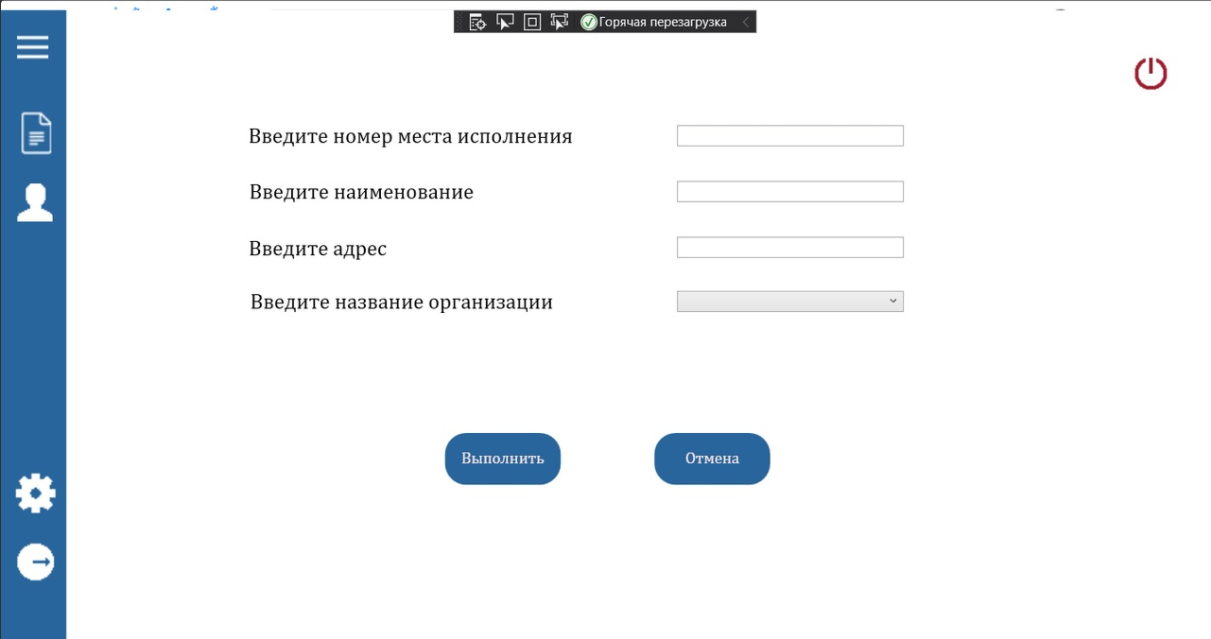 Горячая перезагрузка
Введите номер места исполнения
Введите наименование
Введите адрес
Введите название организации
Выполнить
Отмена